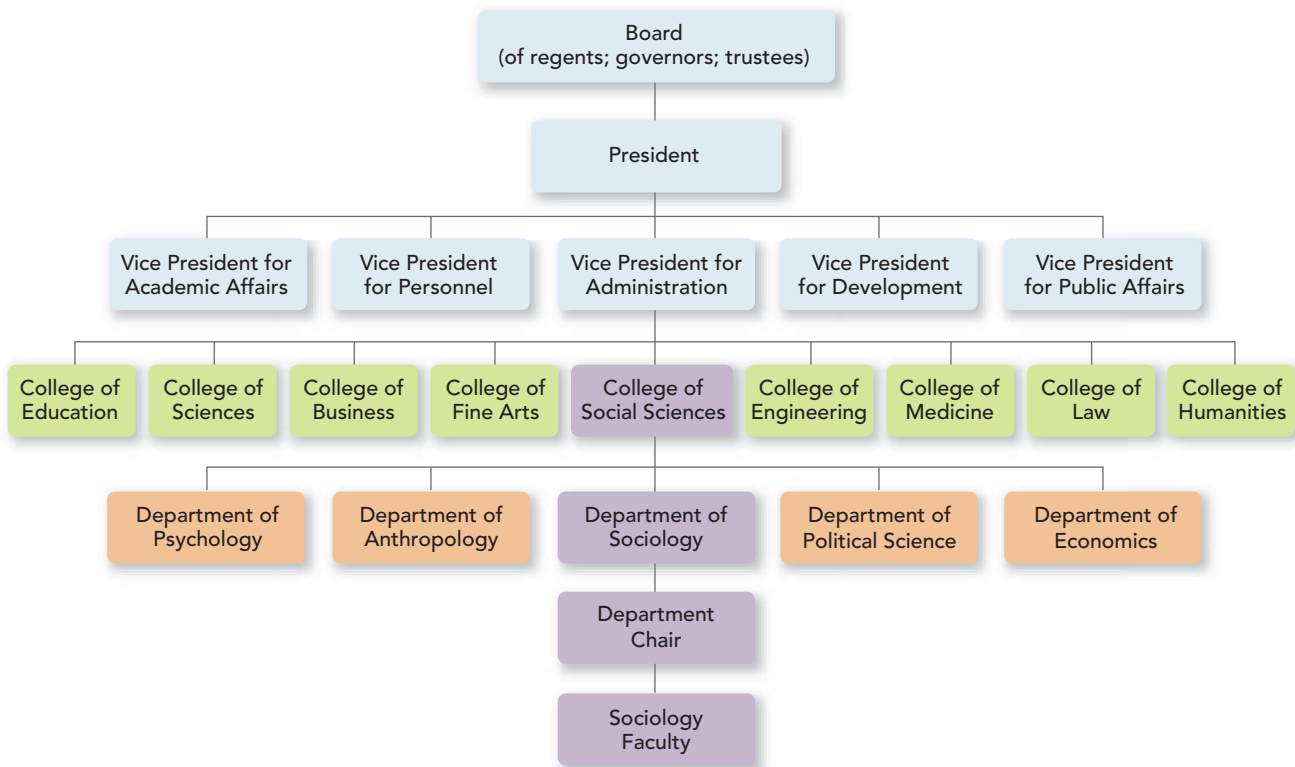 Board
(of regents; governors; trustees)
President
Vice President for
Academic Affairs
Vice President
for Personnel
Vice President for
Administration
Vice President
for Development
Vice President
for Public Affairs
College of
Education
College of
Sciences
College of
Business
College of
Fine Arts
College of
Social Sciences
College of
Engineering
College of
Medicine
College of
Law
College of
Humanities
Department of
Psychology
Department of
Anthropology
Department of
Sociology
Department of
Political Science
Department of
Economics
Department
Chair
Sociology
Faculty